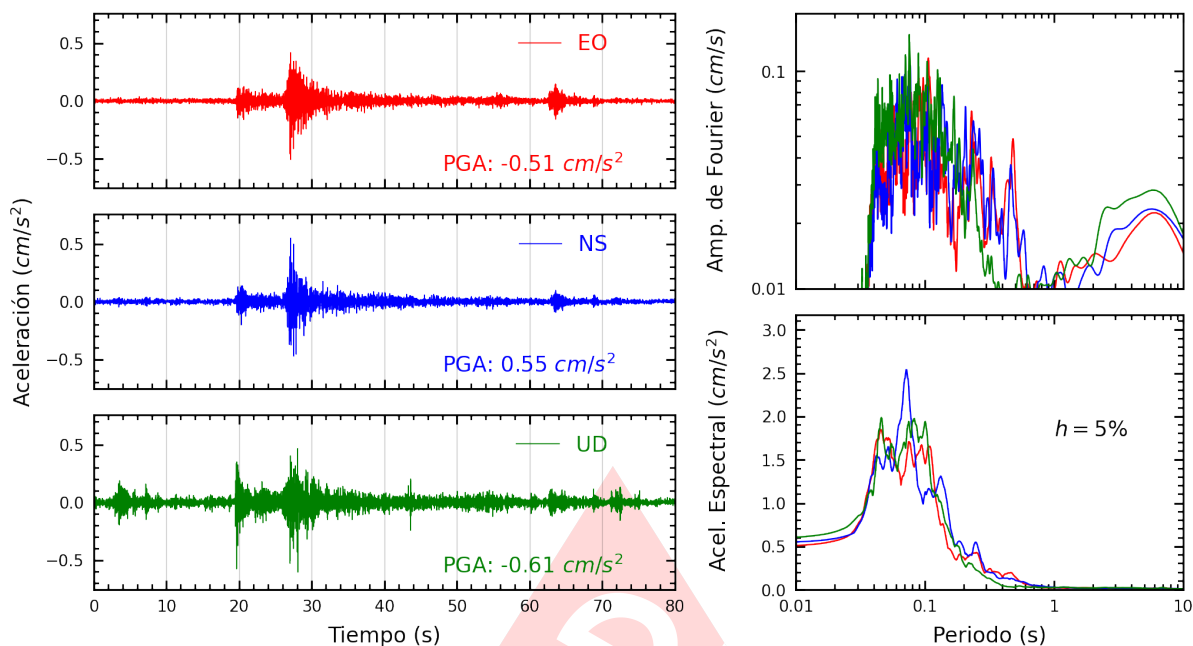 Aceleración (cm/s²)
0.5
0.0
−0.5
EO
PGA: -0.51 cm/s²
0.5
0.0
−0.5
NS
PGA: 0.55 cm/s²
0.5
0.0
−0.5
UD
PGA: -0.61 cm/s²
0 10 20 30 40 50 60 70 80
Tiempo (s)
Amp. de Fourier (cm/s)
0.1
0.01
Acel. Espectral (cm/s²)
3.0
2.5
2.0
1.5
1.0
0.5
0.0
h = 5%
0.01 0.1 1 10
Periodo (s)